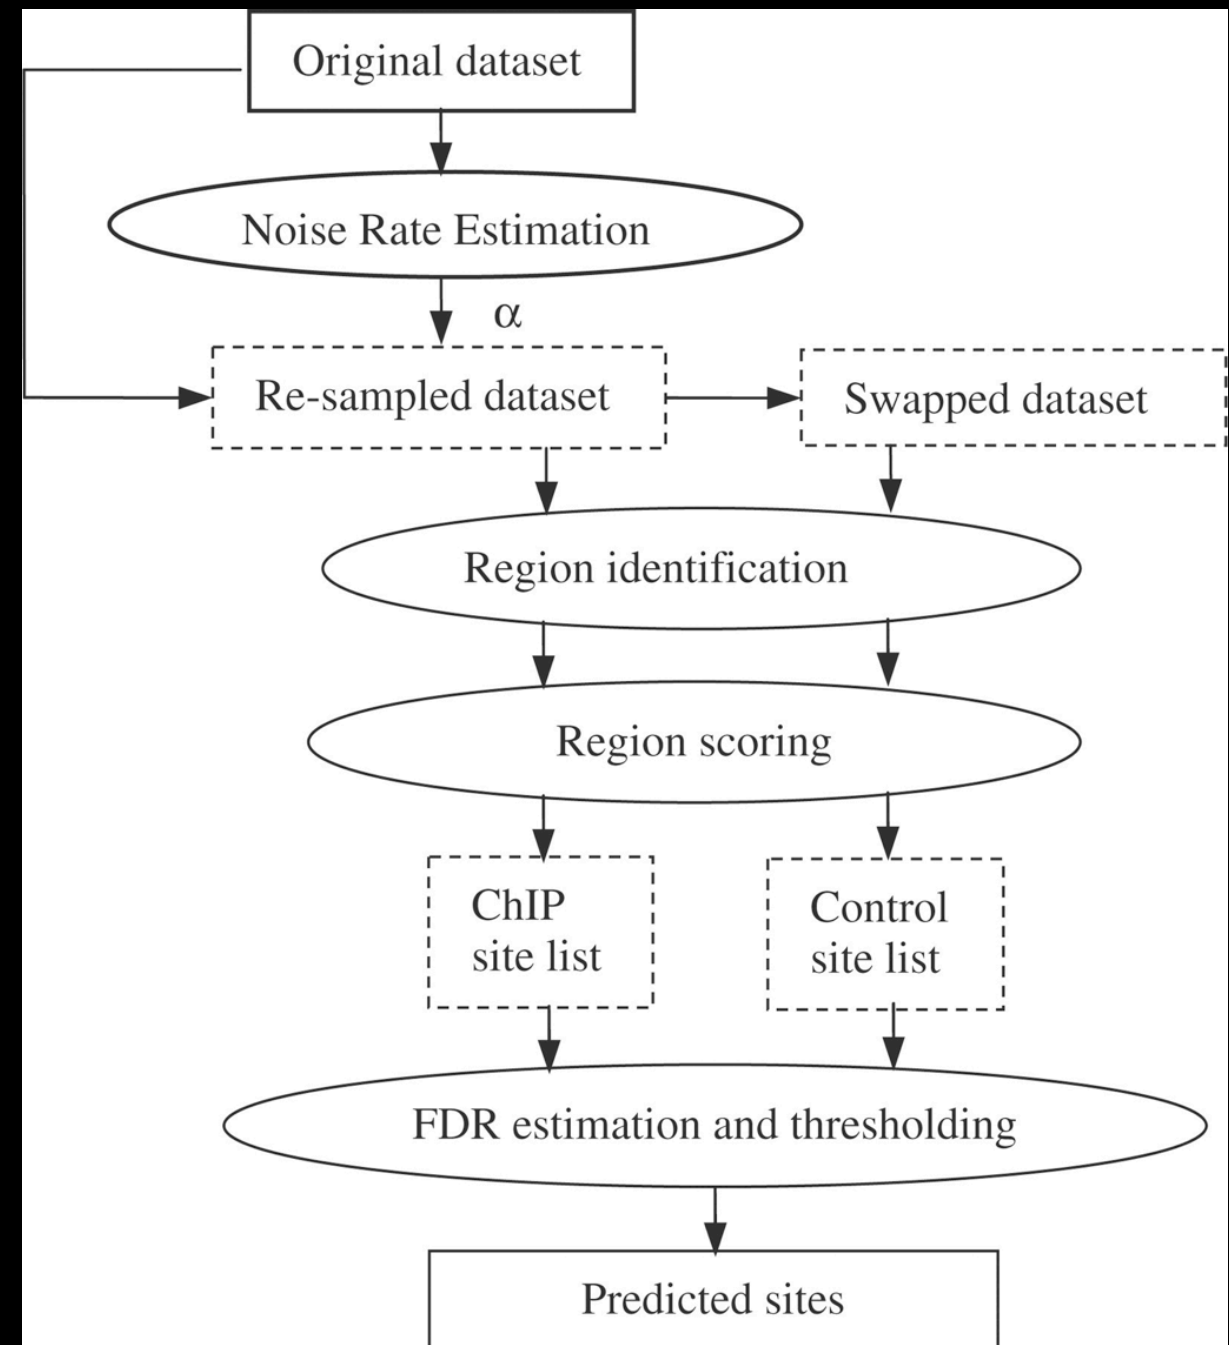 Original dataset
Noise Rate Estimation
α
Re-sampled dataset
Swapped dataset
Region identification
Region scoring
ChIP
site list
Control
site list
FDR estimation and thresholding
Predicted sites